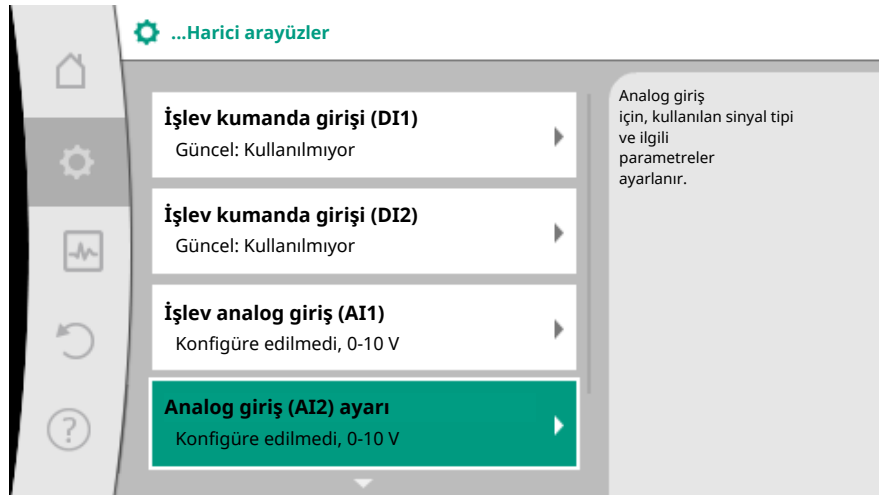 ...Harici arayüzler
İşlev kumanda girişi (DI1)
Güncel: Kullanılmıyor
İşlev kumanda girişi (DI2)
Güncel: Kullanılmıyor
İşlev analog giriş (AI1)
Konfigüre edilmedi, 0-10 V
Analog giriş (AI2) ayarı
Konfigüre edilmedi, 0-10 V
Analog giriş
için, kullanılan sinyal tipi
ve ilgili
parametreler
ayarlanır.